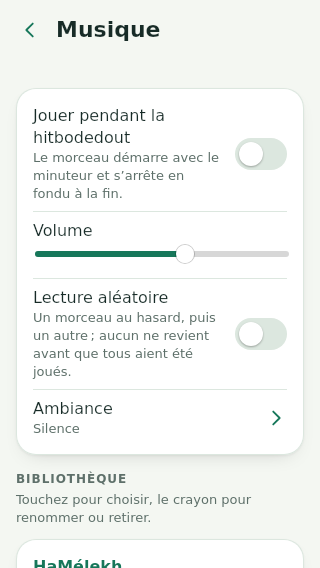 Musique
Jouer pendant la
hitbodedout
Le morceau démarre avec le
minuteur et s’arrête en
fondu à la fin.
Volume
Lecture aléatoire
Un morceau au hasard, puis
un autre ; aucun ne revient
avant que tous aient été
joués.
Ambiance
Silence
BIBLIOTHÈQUE
Touchez pour choisir, le crayon pour
renommer ou retirer.
HaMélekh